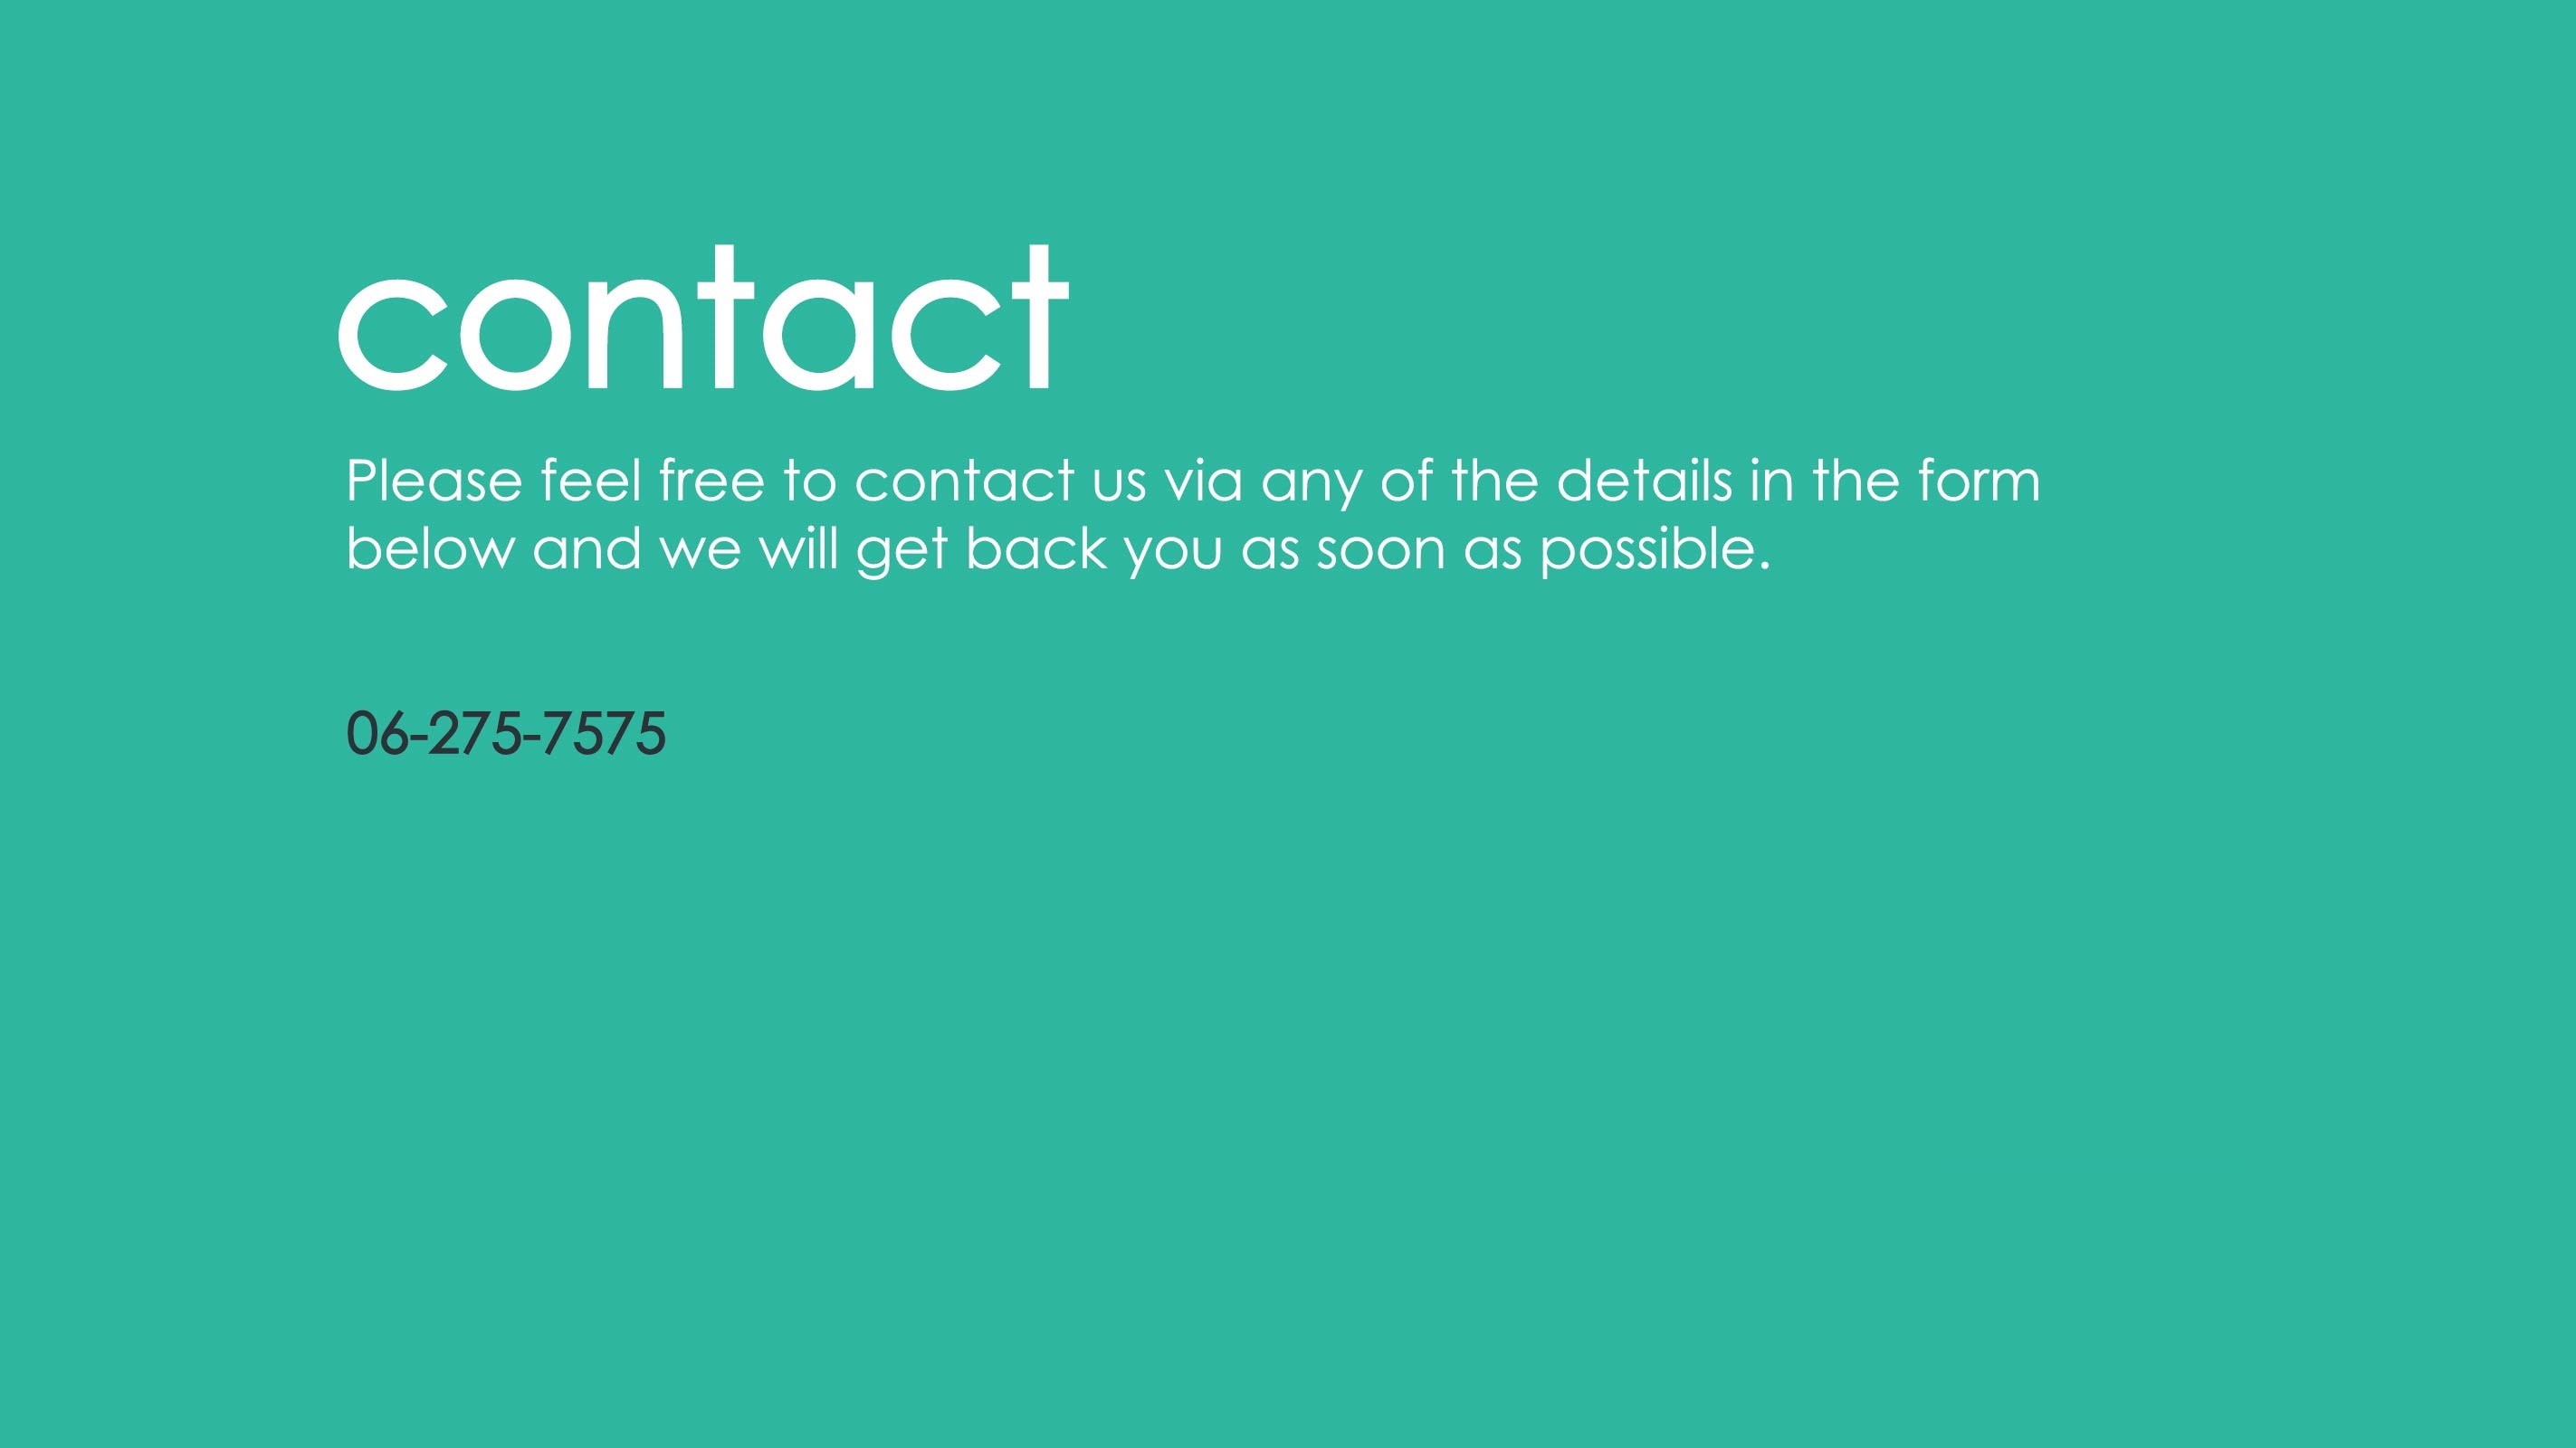 contact
Please feel free to contact us via any of the details in the form
below and we will get back you as soon as possible.
06-275-7575